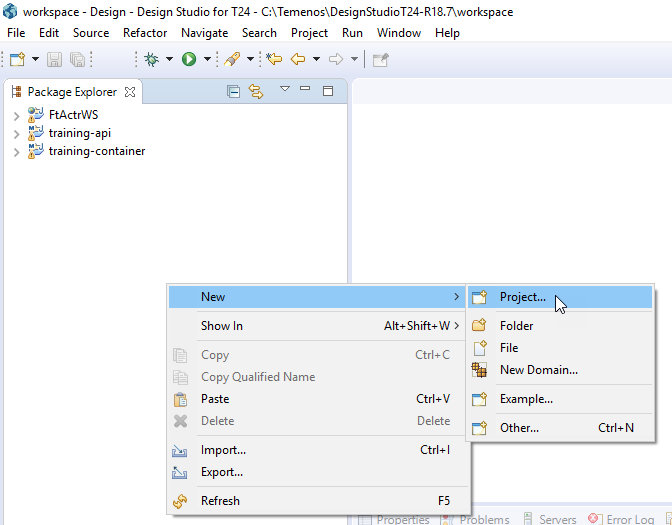 workspace - Design - Design Studio for T24 - C:\Temenos\DesignStudioT24-R18.7\workspace
File Edit Source Refactor Navigate Search Project Run Window Help
Package Explorer
FtActrWS
training-api
training-container
New
Show In Alt+Shift+W
Copy Ctrl+C
Copy Qualified Name
Paste Ctrl+V
Delete Delete
Import... Ctrl+I
Export...
Refresh F5
Project...
Folder
File
New Domain...
Example...
Other... Ctrl+N
Properties Problems Servers Error Log